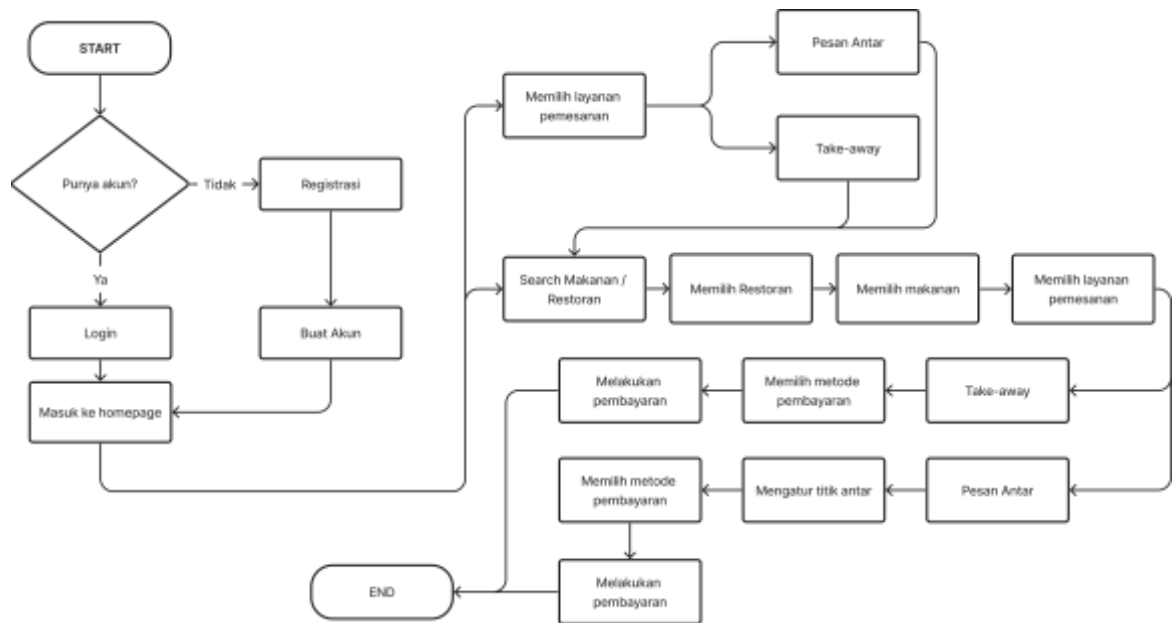 START
Punya akun?
Tidak
Registrasi
Ya
Login
Buat Akun
Masuk ke homepage
Memilih layanan
pemesanan
Pesan Antar
Take-away
Search Makanan /
Restoran
Memilih Restoran
Memilih makanan
Memilih layanan
pemesanan
Take-away
Memilih metode
pembayaran
Melakukan
pembayaran
Pesan Antar
Mengatur titik antar
Memilih metode
pembayaran
Melakukan
pembayaran
END